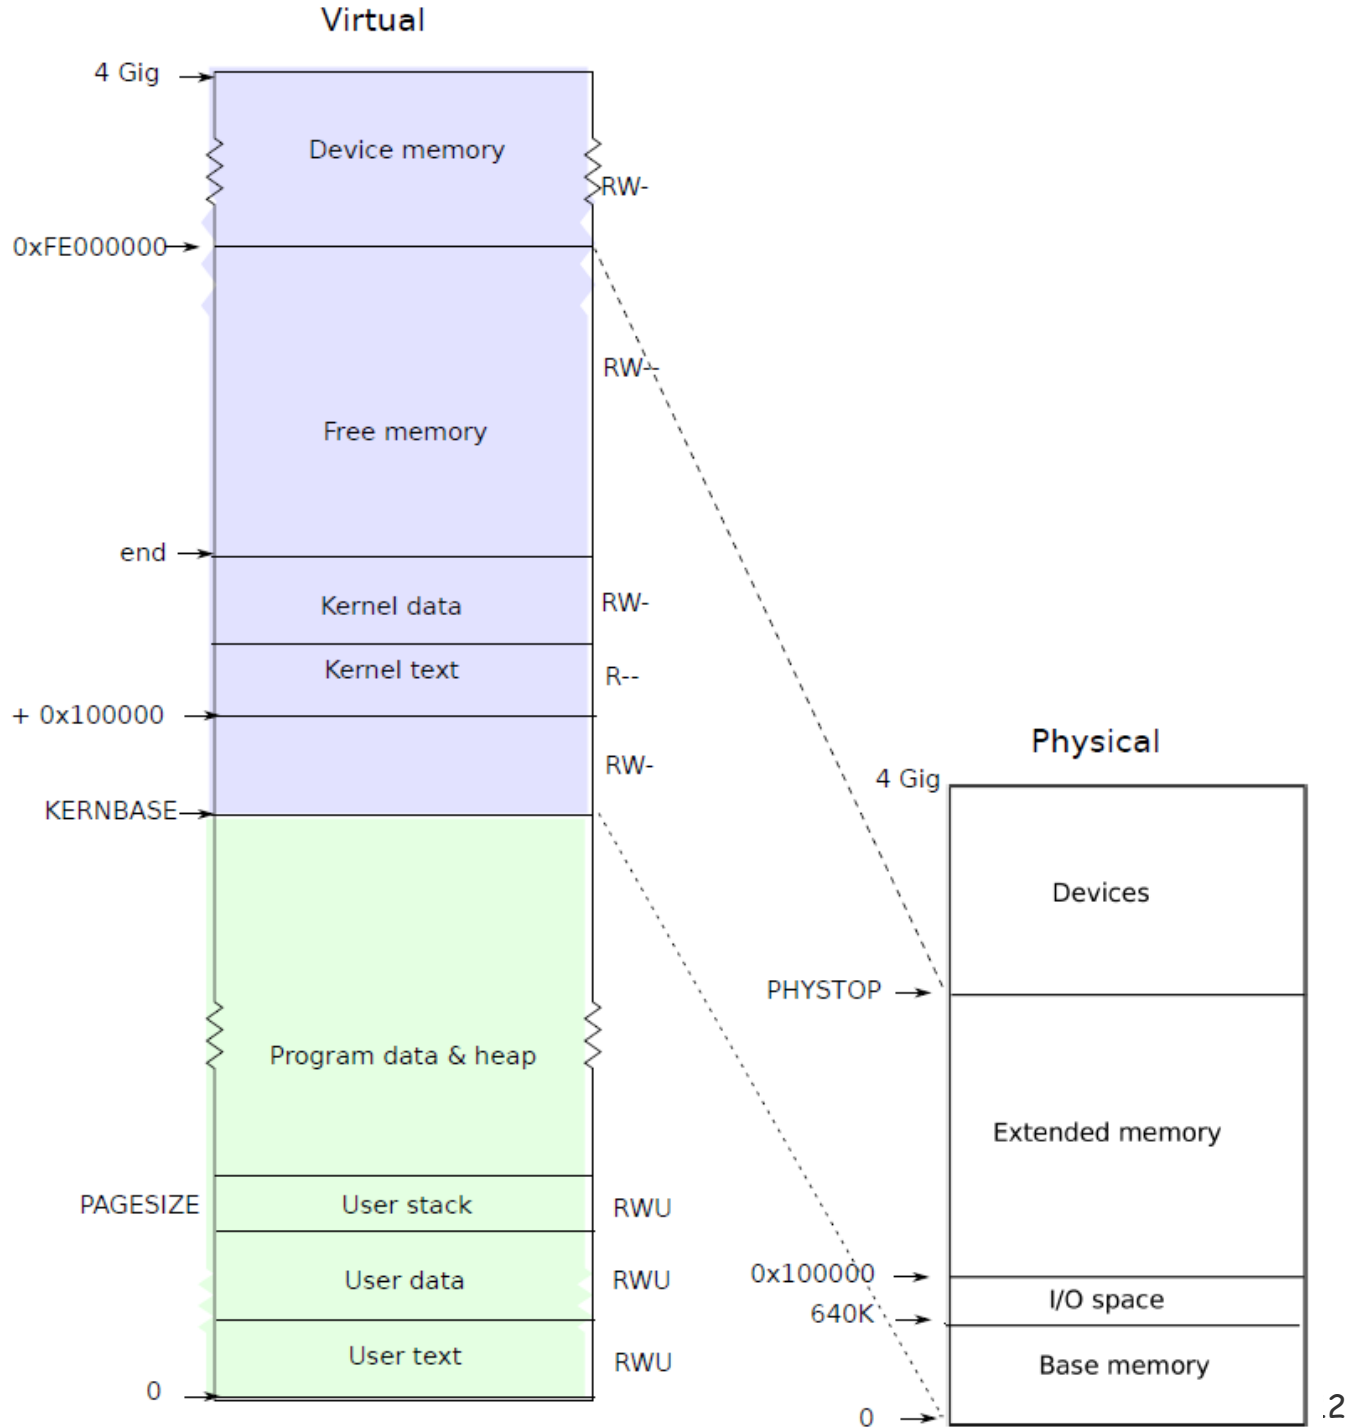 Virtual
4 Gig
Device memory
RW-
0xFE000000
RW--
Free memory
end
Kernel data
RW-
Kernel text
R--
+ 0x100000
RW-
KERNBASE
Program data & heap
PAGESIZE
User stack
RWU
User data
RWU
User text
RWU
0
Physical
4 Gig
Devices
PHYSTOP
Extended memory
0x100000
I/O space
640K
Base memory
0
.2